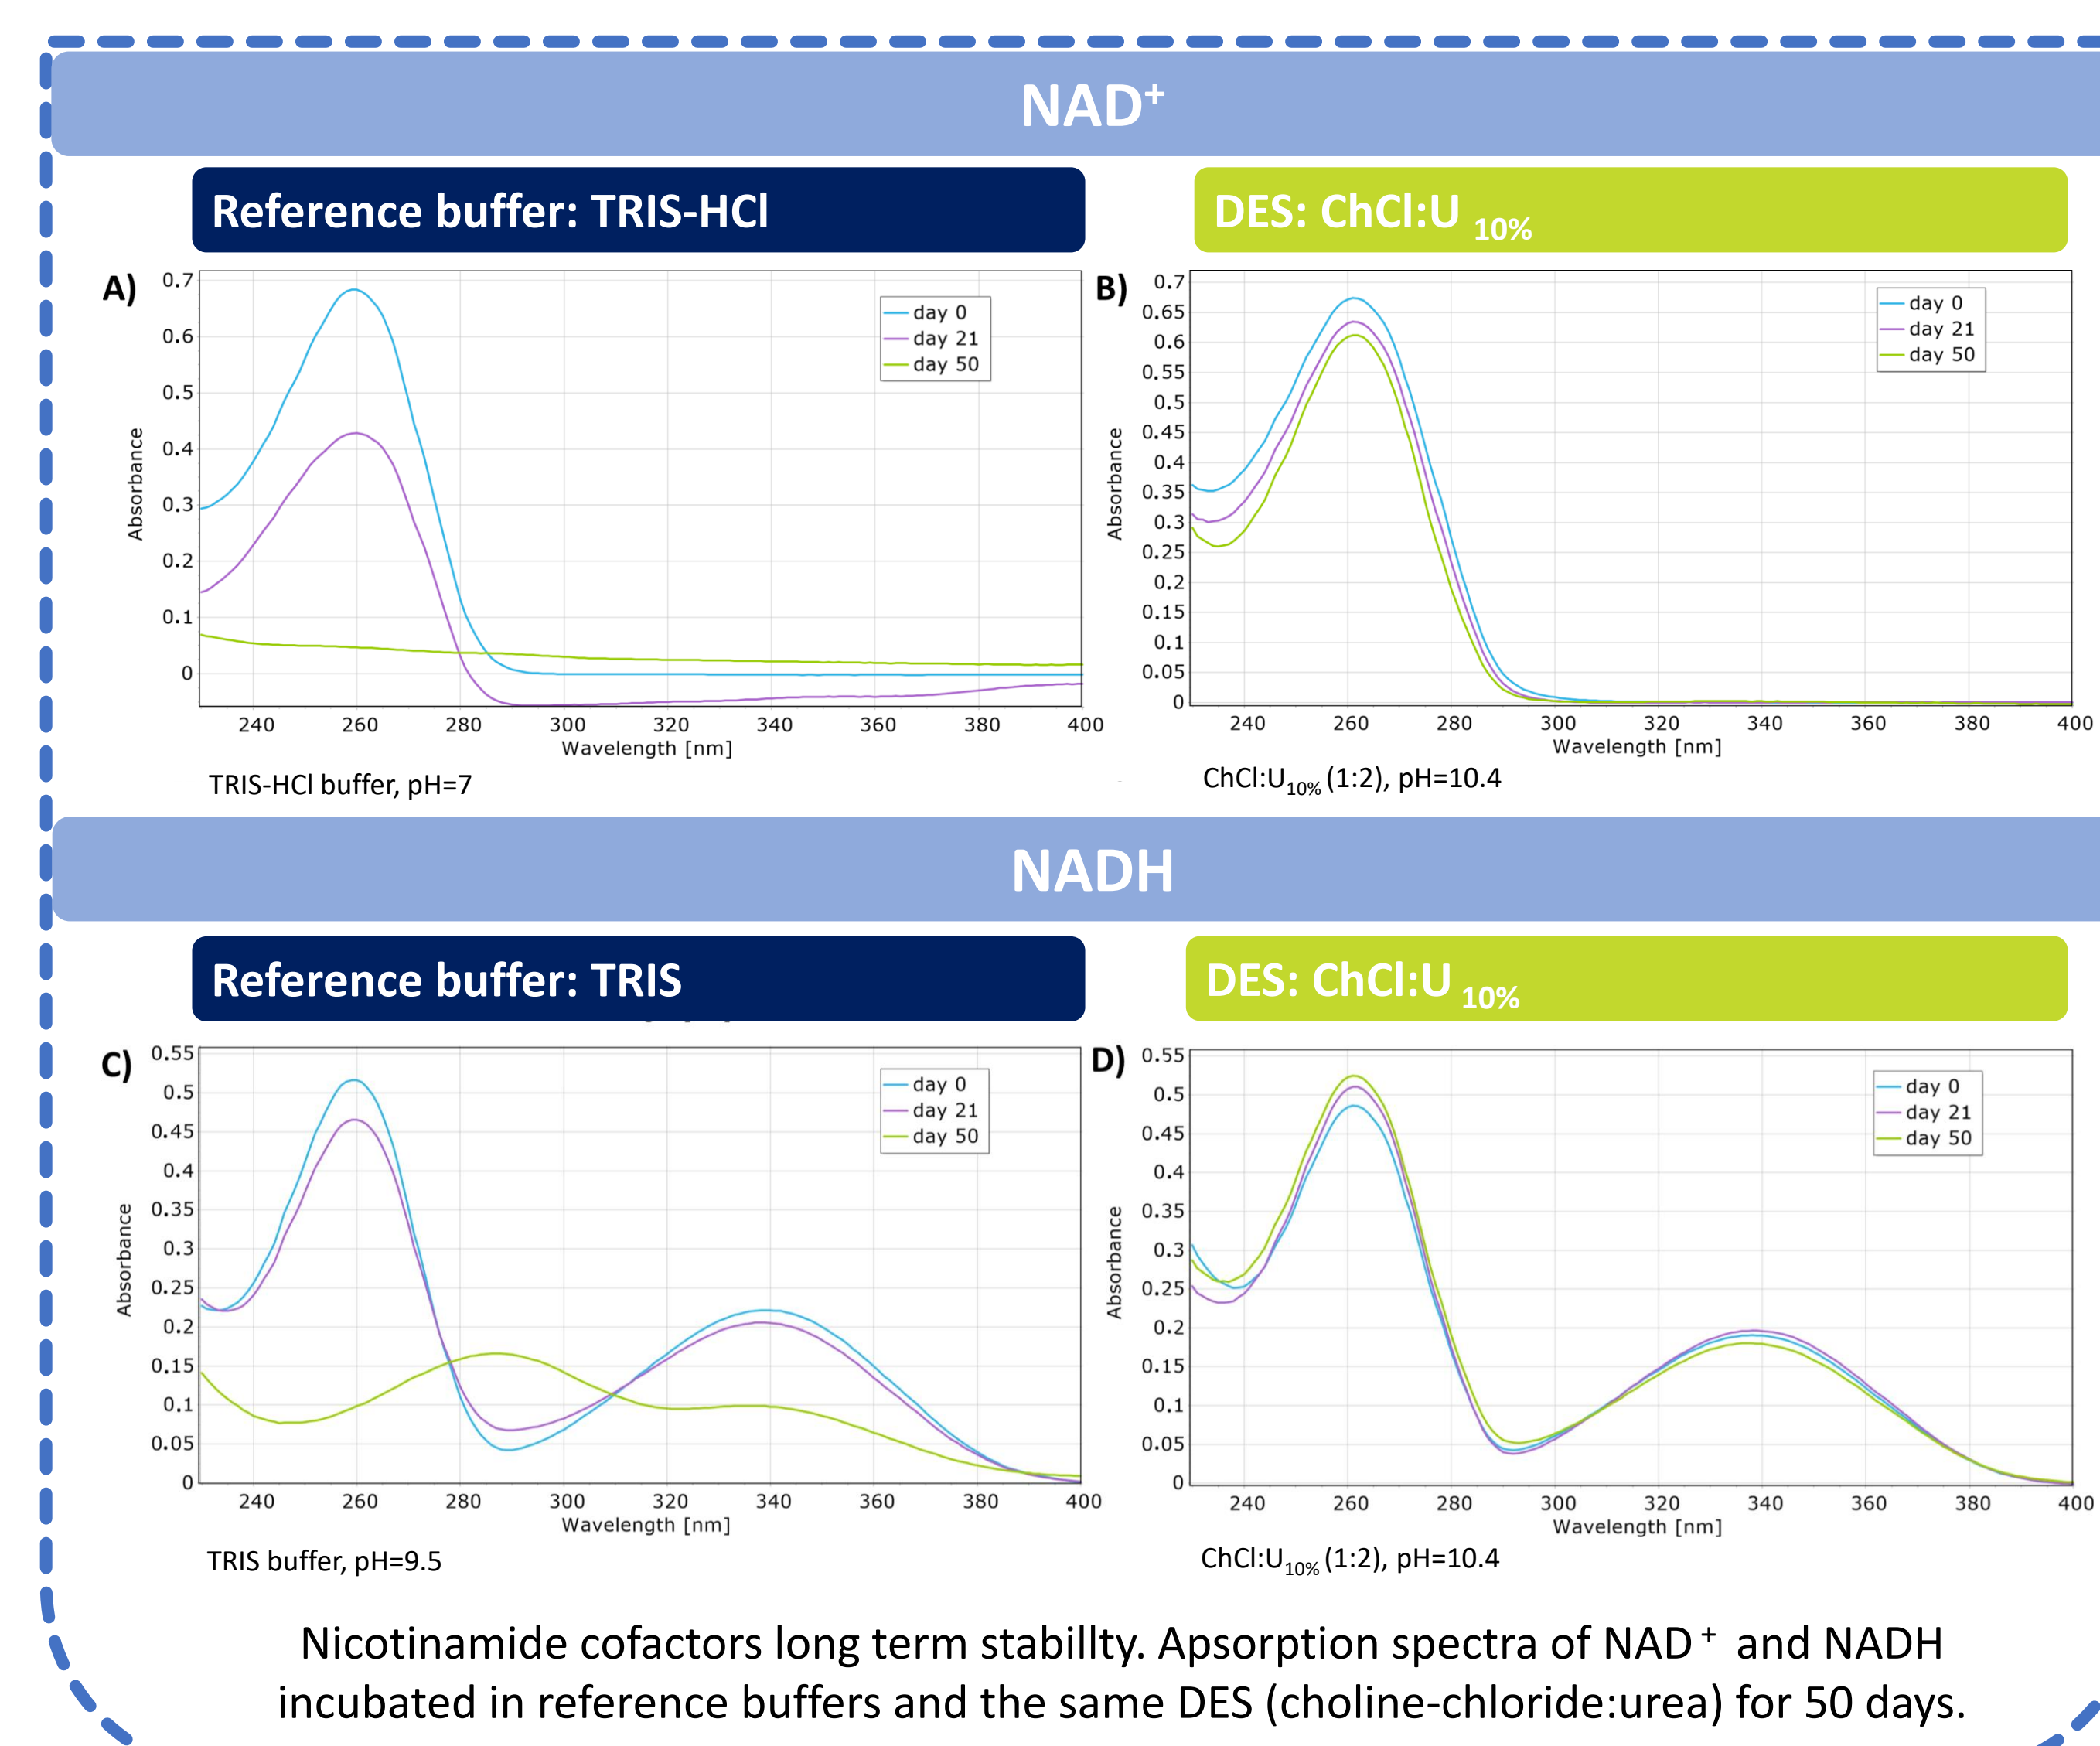 NAD+
Reference buffer: TRIS-HCl
DES: ChCl:U 10%
A)
0.7
0.6
0.5
0.4
0.3
0.2
0.1
0
Absorbance
day 0
day 21
day 50
240 260 280 300 320 340 360 380 400
Wavelength [nm]
TRIS-HCl buffer, pH=7
B)
0.7
0.65
0.6
0.55
0.5
0.45
0.4
0.35
0.3
0.25
0.2
0.15
0.1
0.05
0
Absorbance
day 0
day 21
day 50
240 260 280 300 320 340 360 380 400
Wavelength [nm]
ChCl:U10% (1:2), pH=10.4
NADH
Reference buffer: TRIS
DES: ChCl:U 10%
C)
0.55
0.5
0.45
0.4
0.35
0.3
0.25
0.2
0.15
0.1
0.05
0
Absorbance
day 0
day 21
day 50
240 260 280 300 320 340 360 380 400
Wavelength [nm]
TRIS buffer, pH=9.5
D)
0.55
0.5
0.45
0.4
0.35
0.3
0.25
0.2
0.15
0.1
0.05
0
Absorbance
day 0
day 21
day 50
240 260 280 300 320 340 360 380 400
Wavelength [nm]
ChCl:U10% (1:2), pH=10.4
Nicotinamide cofactors long term stabillty. Apsorption spectra of NAD+ and NADH
incubated in reference buffers and the same DES (choline-chloride:urea) for 50 days.